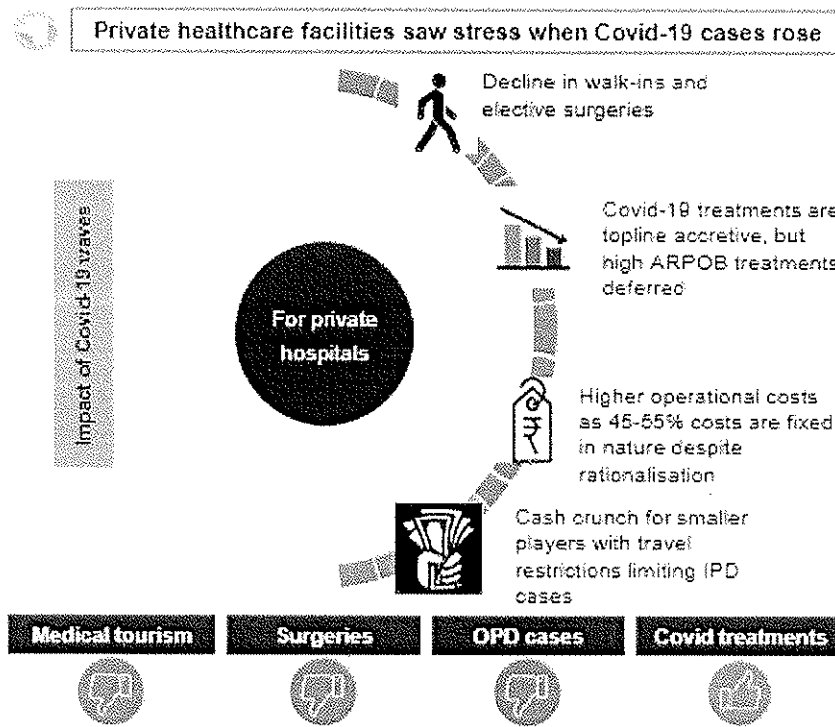 Private healthcare facilities saw stress when Covid-19 cases rose
Decline in walk-ins and
elective surgeries
Impact of Covid-19 waves
Covid-19 treatments are
topline accretive, but
high ARPOB treatments
deferred
For private
hospitals
Higher operational costs
as 45-55% costs are fixed
in nature despite
rationalisation
₹
Cash crunch for smaller
players with travel
restrictions limiting IPD
cases
Medical tourism
Surgeries
OPD cases
Covid treatments